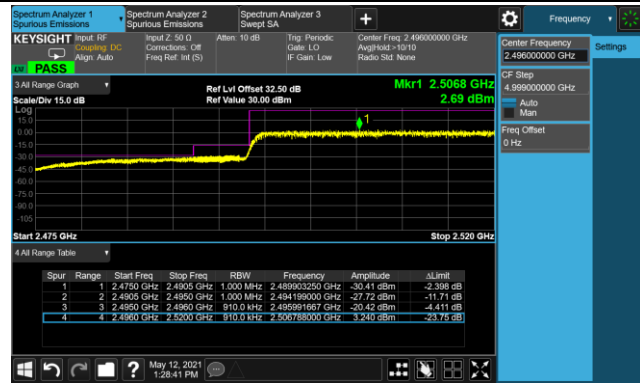 Spectrum Analyzer 1
Spurious Emissions
Spectrum Analyzer 2
Spurious Emissions
Spectrum Analyzer 3
Swept SA
Frequency
KEYSIGHT
Input: RF
Coupling: DC
Align: Auto
Input Z: 50 Ω
Corrections: Off
Freq Ref: Int (S)
Atten: 10 dB
Trig: Periodic
Gate: LO
IF Gain: Low
Center Freq: 2.496000000 GHz
Avg|Hold:>10/10
Radio Std: None
PASS
3 All Range Graph
Scale/Div 15.0 dB
Ref Lvl Offset 32.50 dB
Ref Value 30.00 dBm
Mkr1 2.5068 GHz
2.69 dBm
Log
15.0
0.00
-15.0
-30.0
-45.0
-60.0
-75.0
-90.0
-105
1
Start 2.475 GHz
Stop 2.520 GHz
4 All Range Table
Spur Range Start Freq Stop Freq RBW Frequency Amplitude ΔLimit
1 1 2.4750 GHz 2.4905 GHz 1.000 MHz 2.489903250 GHz -30.41 dBm -2.398 dB
2 2 2.4905 GHz 2.4950 GHz 1.000 MHz 2.494199000 GHz -27.72 dBm -11.71 dB
3 3 2.4950 GHz 2.4960 GHz 910.0 kHz 2.495991667 GHz -20.42 dBm -4.411 dB
4 4 2.4960 GHz 2.5200 GHz 910.0 kHz 2.506788000 GHz 3.240 dBm -23.75 dB
May 12, 2021
1:28:41 PM
Center Frequency
2.496000000 GHz
CF Step
4.999000000 GHz
Auto
Man
Freq Offset
0 Hz
Settings